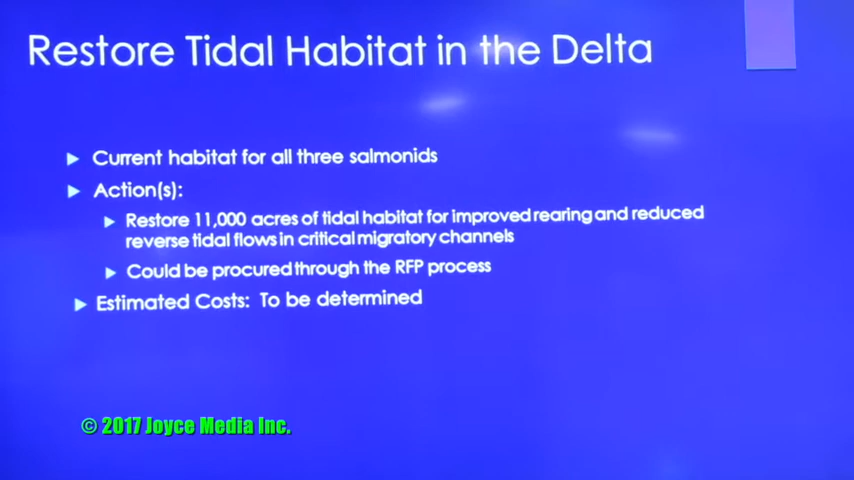 Restore Tidal Habitat in the Delta
Current habitat for all three salmonids
Action(s):
Restore 11,000 acres of tidal habitat for improved rearing and reduced
reverse tidal flows in critical migratory channels
Could be procured through the RFP process
Estimated Costs: To be determined
© 2017 Joyce Media Inc.